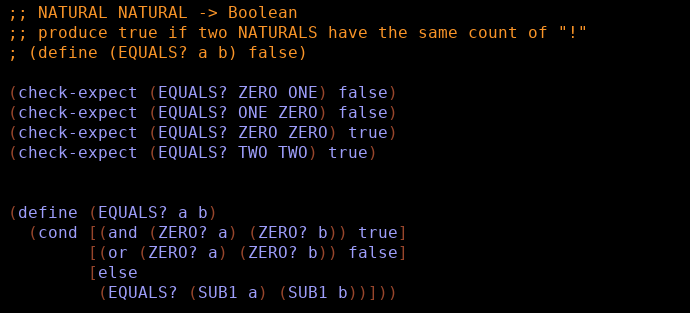 ;; NATURAL NATURAL -> Boolean
;; produce true if two NATURALS have the same count of "!"
; (define (EQUALS? a b) false)
(check-expect (EQUALS? ZERO ONE) false)
(check-expect (EQUALS? ONE ZERO) false)
(check-expect (EQUALS? ZERO ZERO) true)
(check-expect (EQUALS? TWO TWO) true)
(define (EQUALS? a b)
  (cond [(and (ZERO? a) (ZERO? b)) true]
        [(or (ZERO? a) (ZERO? b)) false]
        [else
         (EQUALS? (SUB1 a) (SUB1 b))]))